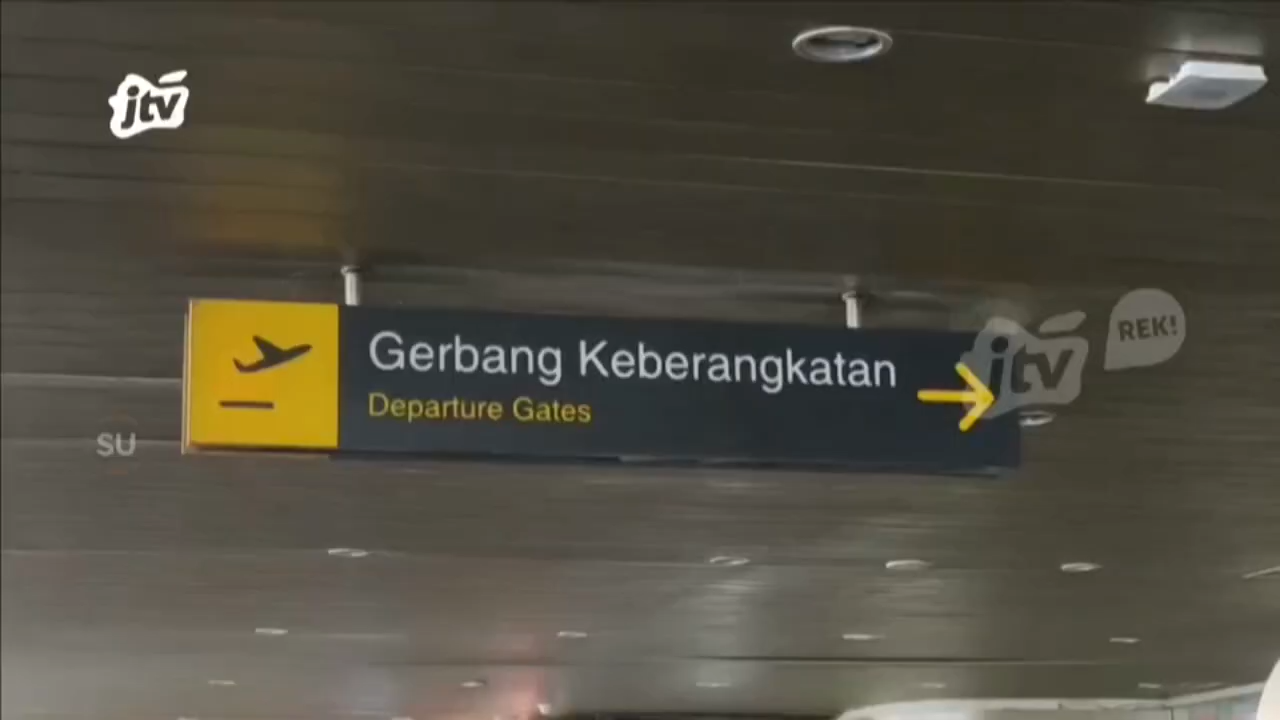 jtv
Gerbang Keberangkatan
Departure Gates
jtv
REK!
SU